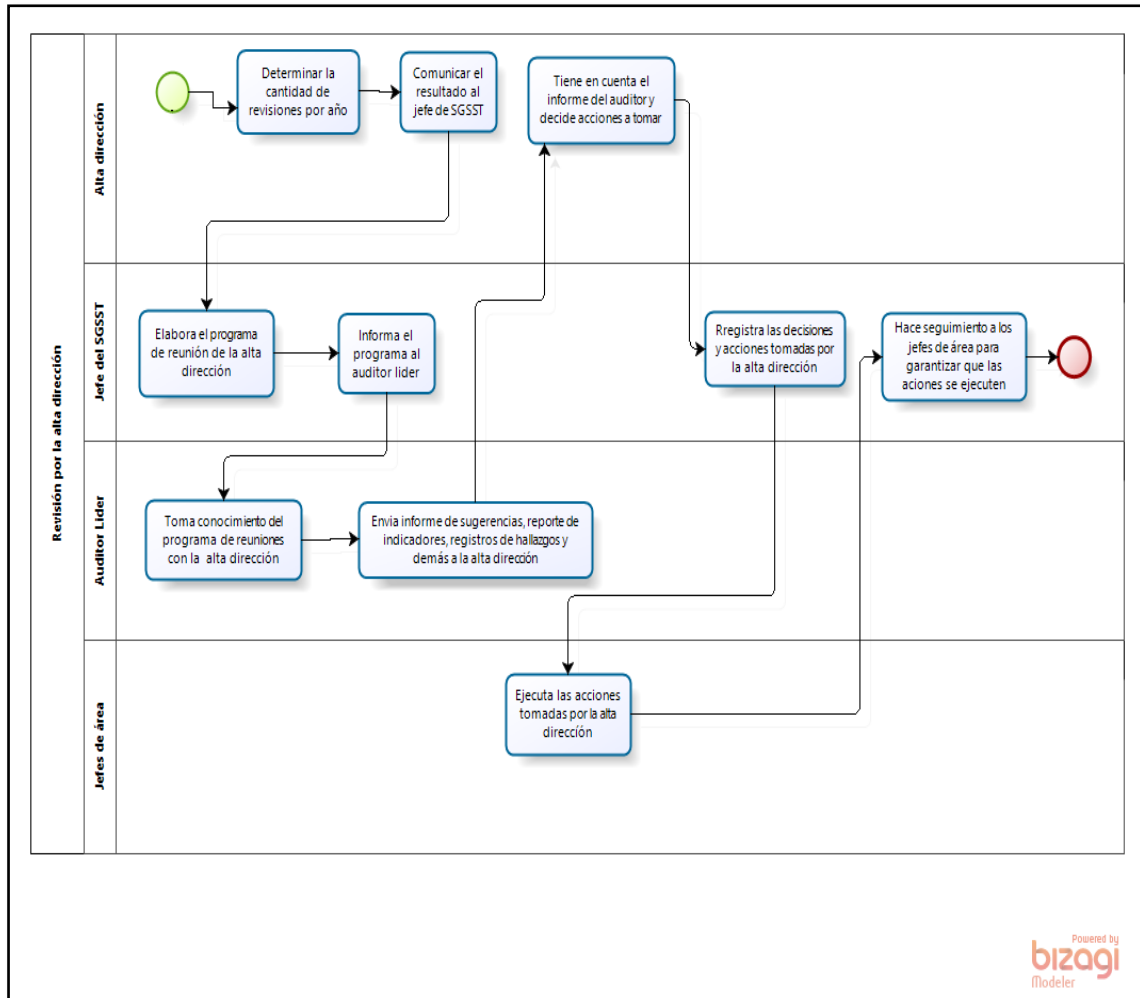 Revisión por la alta dirección
Alta dirección
.
Determinar la
cantidad de
revisiones por año
Comunicar el
resultado al
jefe de SGSST
Tiene en cuenta el
informe del auditor y
decide acciones a tomar
Jefe del SGSST
Elabora el programa
de reunión de la alta
dirección
Informa el
programa al
auditor lider
Rregistra las decisiones
y acciones tomadas por
la alta dirección
Hace seguimiento a los
jefes de área para
garantizar que las
aciones se ejecuten
Auditor Lider
Toma conocimiento del
programa de reuniones
con la alta dirección
Envia informe de sugerencias, reporte de
indicadores, registros de hallazgos y
demás a la alta dirección
Jefes de área
Ejecuta las acciones
tomadas por la alta
dirección
Powered by
bizagi
Modeler